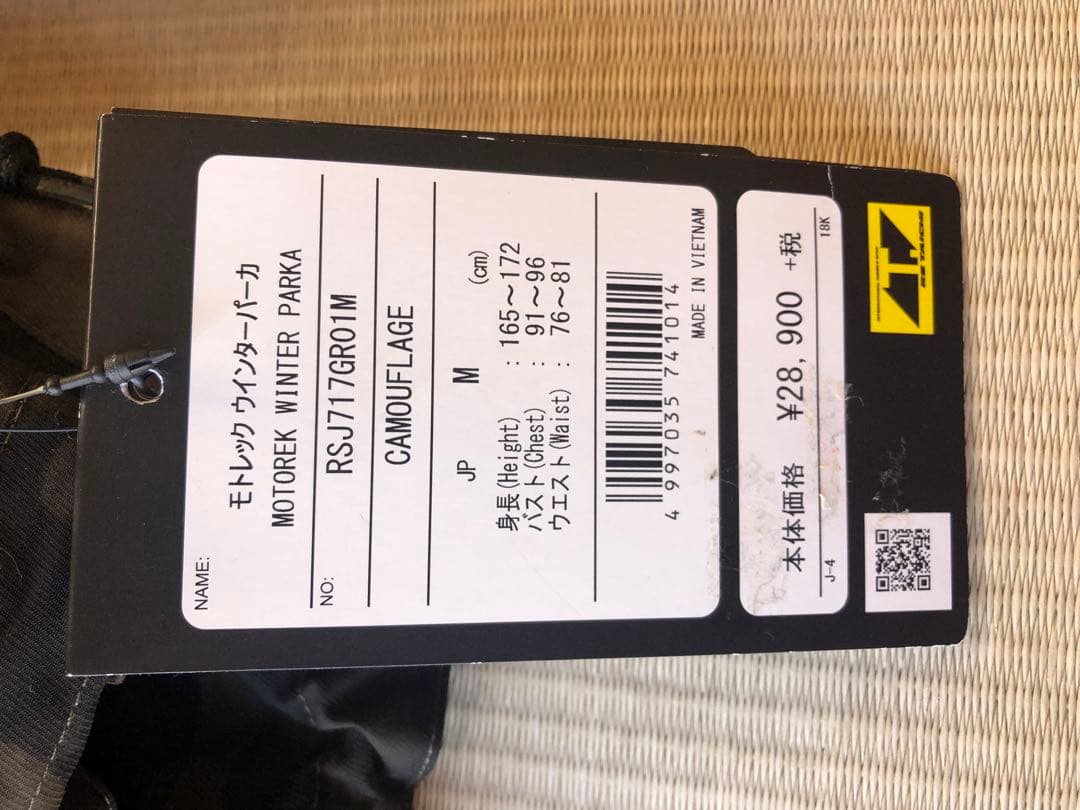 NAME:
モトレック ウインターパーカ
MOTOREK WINTER PARKA
NO:
RSJ717GR01M
CAMOUFLAGE
JP M
(cm)
身長(Height) : 165~172
バスト(Chest) : 91~96
ウエスト(Waist) : 76~81
4 997035 741014
MADE IN VIETNAM
本体価格 ¥28,900 +税
J-4 18K
RS TAICHI